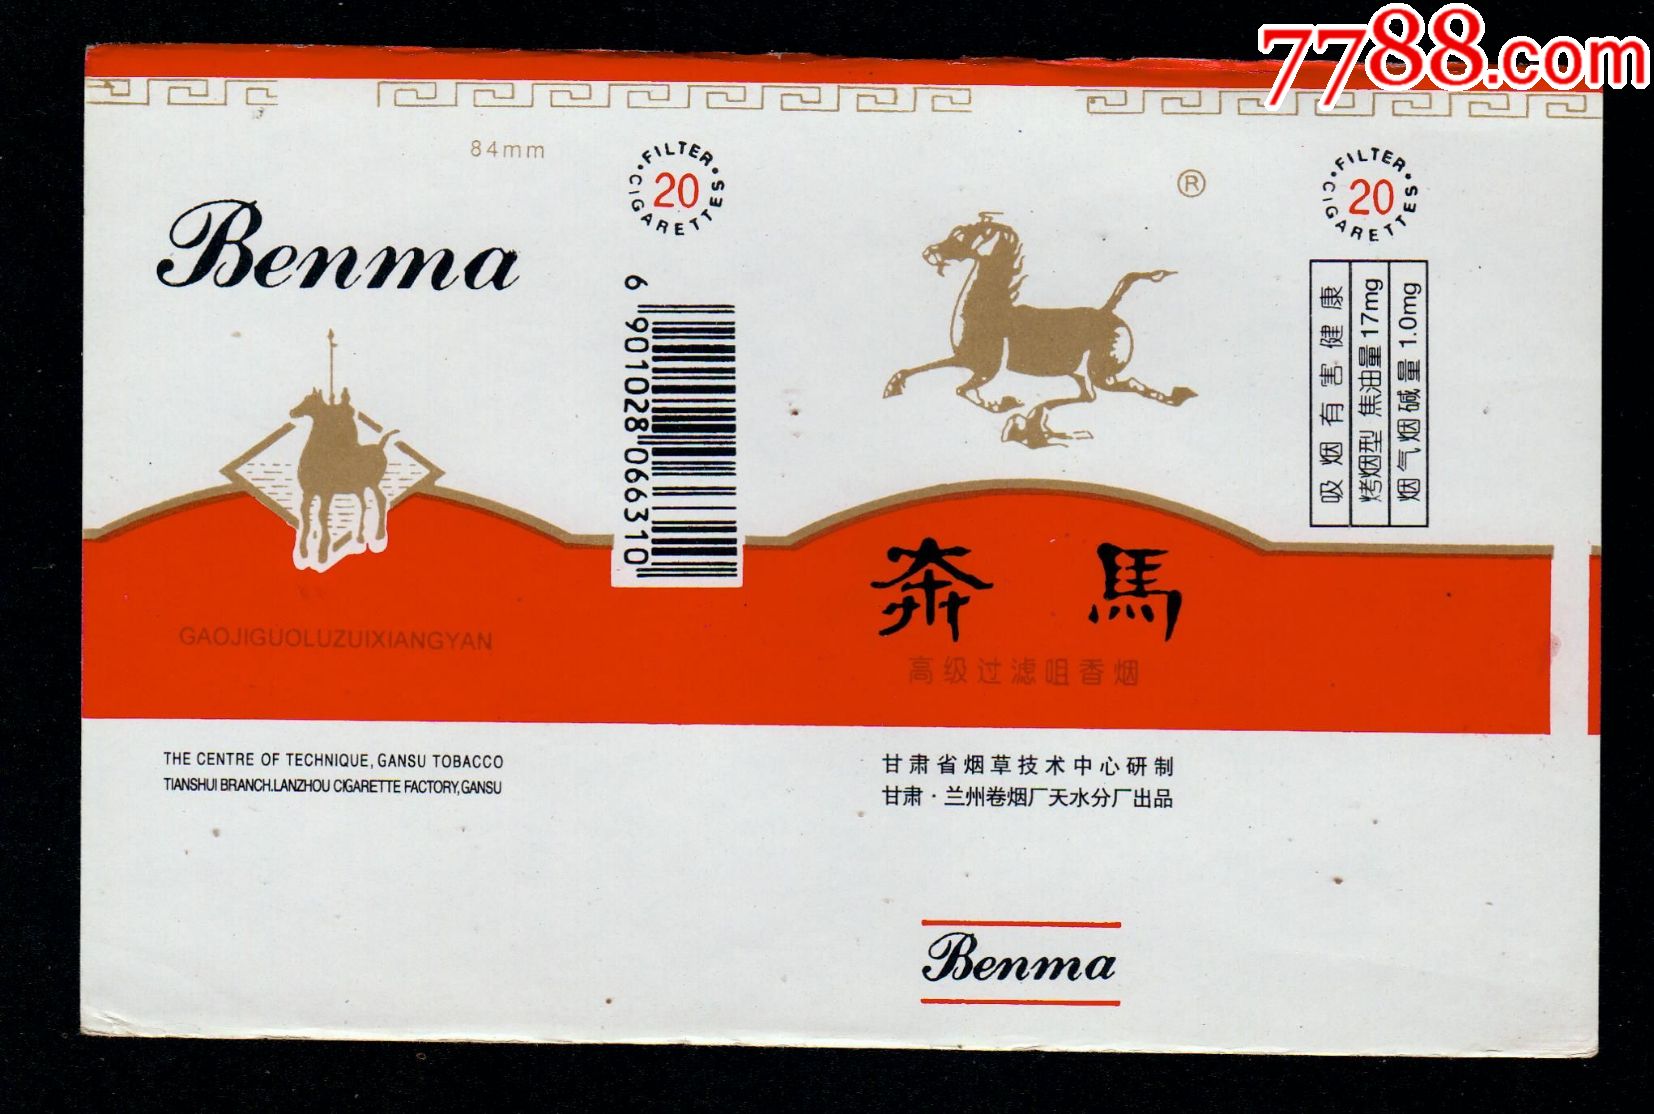 7788.com
84mm
Benma
GAOJIGUOLUZUIXIANGYAN
THE CENTRE OF TECHNIQUE, GANSU TOBACCO
TIANSHUI BRANCH.LANZHOU CIGARETTE FACTORY,GANSU
·FILTER·
20
CIGARETTES
6 901028 066310
®
奔馬
高级过滤咀香烟
甘肃省烟草技术中心研制
甘肃·兰州卷烟厂天水分厂出品
Benma
·FILTER·
20
CIGARETTES
吸烟有害健康
烤烟型 焦油量17mg
烟气烟碱量1.0mg